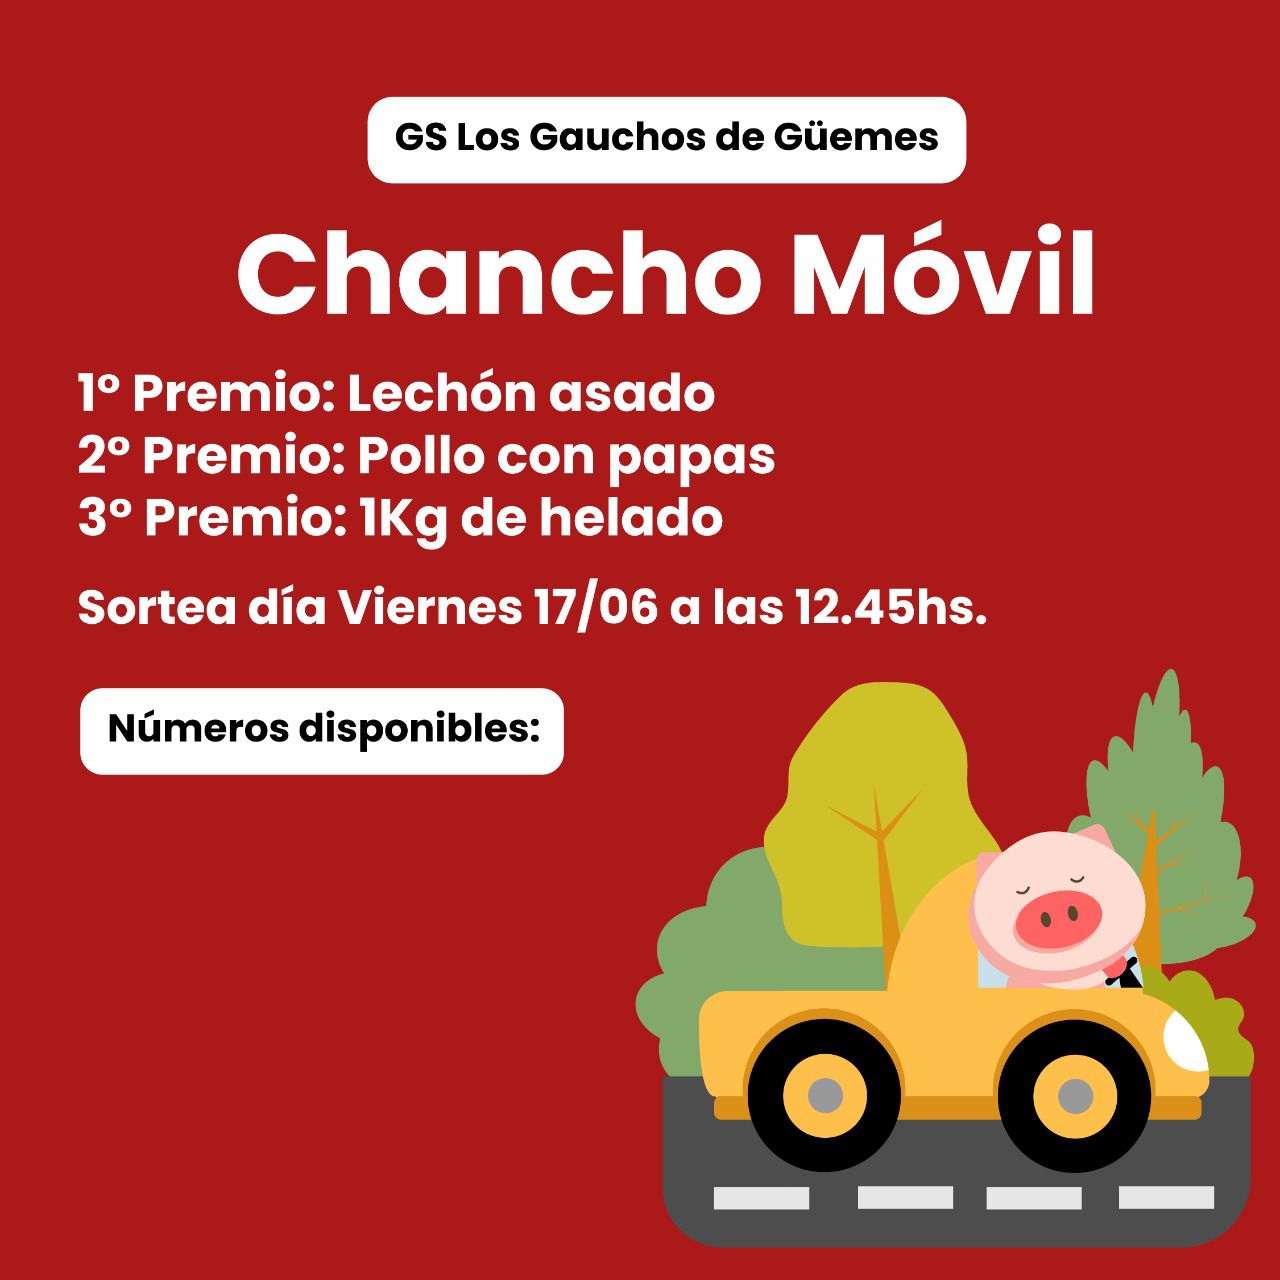 GS Los Gauchos de Güemes
Chancho Móvil
1º Premio: Lechón asado
2º Premio: Pollo con papas
3º Premio: 1Kg de helado
Sortea día Viernes 17/06 a las 12.45hs.
Números disponibles: